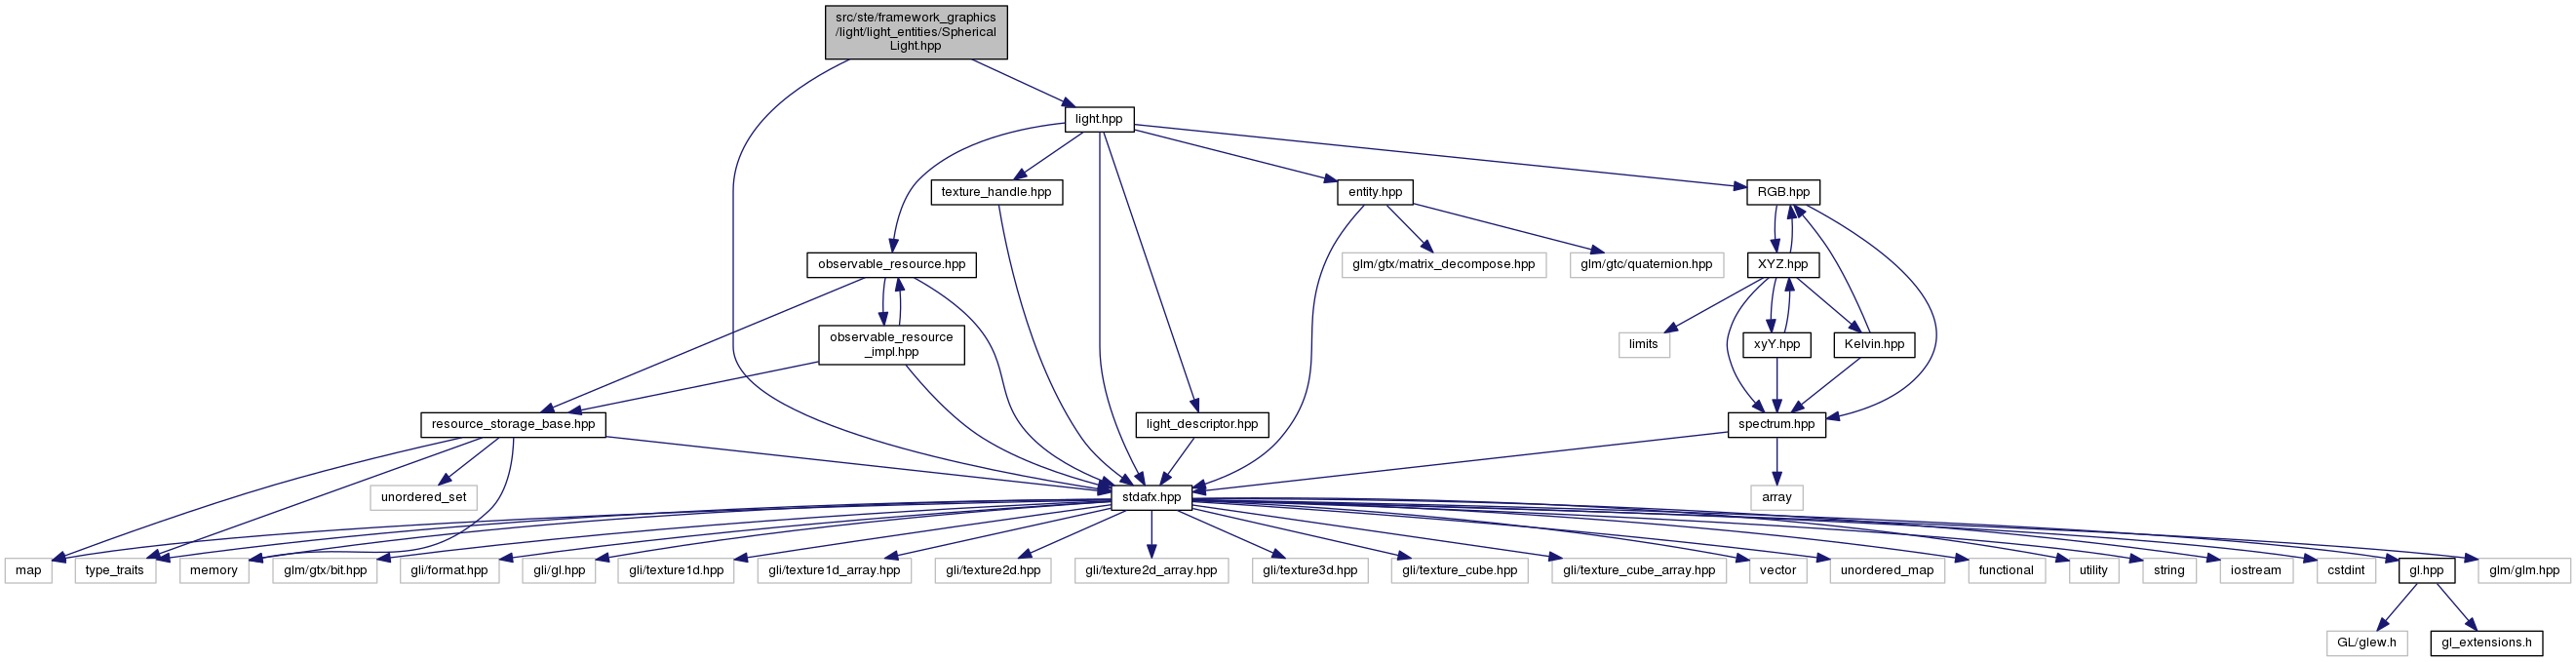 src/ste/framework_graphics
/light/light_entities/Spherical
Light.hpp
light.hpp
texture_handle.hpp
entity.hpp
RGB.hpp
observable_resource.hpp
glm/gtx/matrix_decompose.hpp
glm/gtc/quaternion.hpp
XYZ.hpp
observable_resource
_impl.hpp
limits
xyY.hpp
Kelvin.hpp
resource_storage_base.hpp
light_descriptor.hpp
spectrum.hpp
unordered_set
stdafx.hpp
array
map
type_traits
memory
glm/gtx/bit.hpp
gli/format.hpp
gli/gl.hpp
gli/texture1d.hpp
gli/texture1d_array.hpp
gli/texture2d.hpp
gli/texture2d_array.hpp
gli/texture3d.hpp
gli/texture_cube.hpp
gli/texture_cube_array.hpp
vector
unordered_map
functional
utility
string
iostream
cstdint
gl.hpp
glm/glm.hpp
GL/glew.h
gl_extensions.h